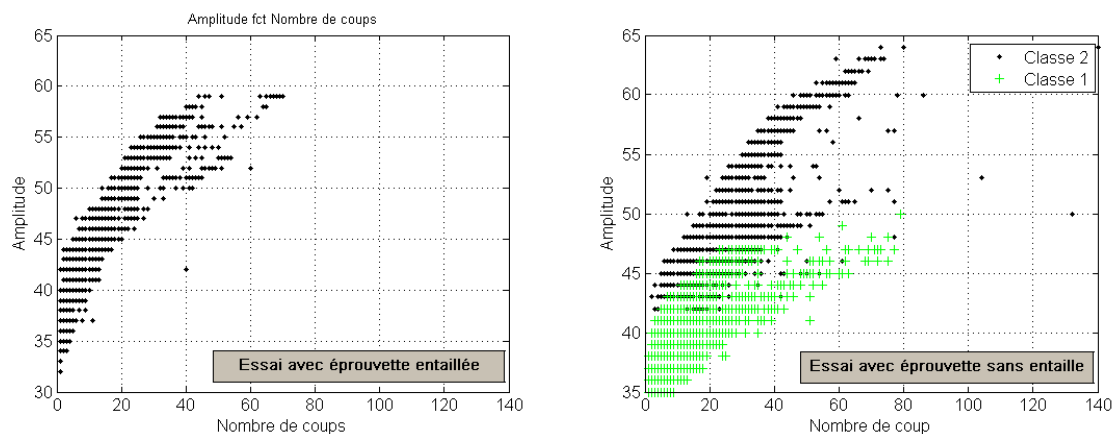 Amplitude fct Nombre de coups
65
60
55
50
45
40
35
30
Amplitude
0 20 40 60 80 100 120 140
Nombre de coups
Essai avec éprouvette entaillée
65
60
55
50
45
40
35
Amplitude
0 20 40 60 80 100 120 140
Nombre de coup
Classe 2
Classe 1
Essai avec éprouvette sans entaille